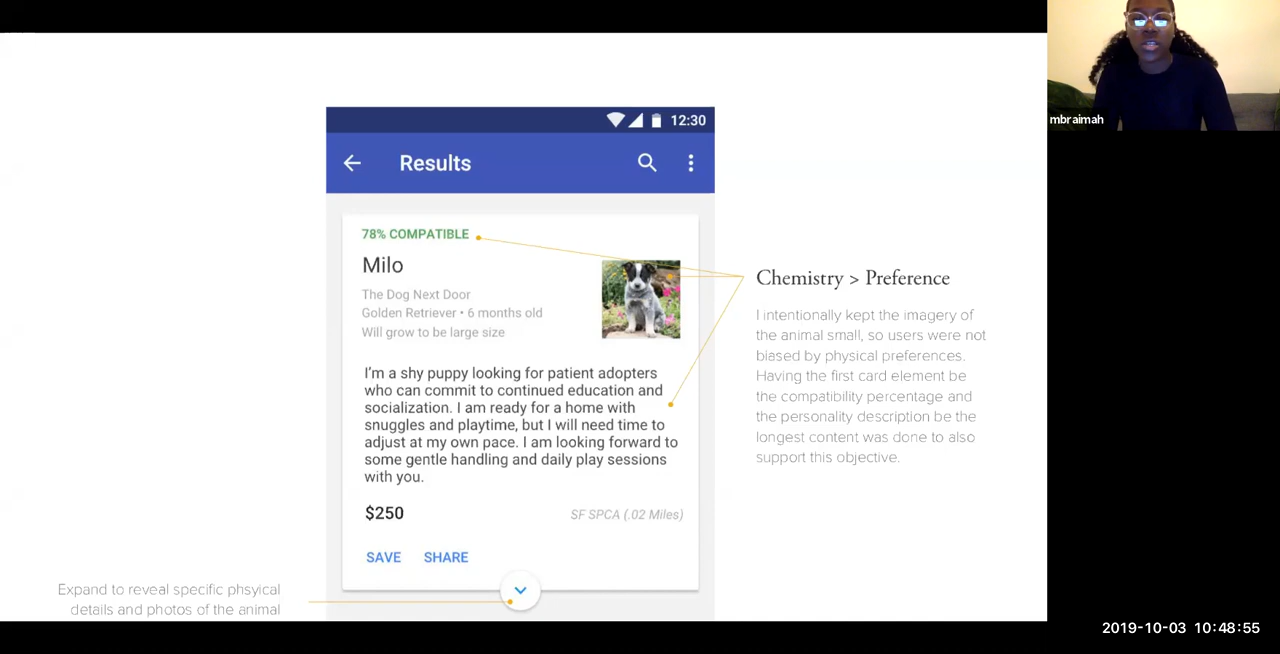 12:30
Results
78% COMPATIBLE
Milo
The Dog Next Door
Golden Retriever • 6 months old
Will grow to be large size
I'm a shy puppy looking for patient adopters
who can commit to continued education and
socialization. I am ready for a home with
snuggles and playtime, but I will need time to
adjust at my own pace. I am looking forward to
some gentle handling and daily play sessions
with you.
$250
SF SPCA (.02 Miles)
SAVE SHARE
Chemistry > Preference
I intentionally kept the imagery of
the animal small, so users were not
biased by physical preferences.
Having the first card element be
the compatibility percentage and
the personality description be the
longest content was done to also
support this objective.
Expand to reveal specific phsyical
details and photos of the animal
mbraimah
2019-10-03 10:48:55